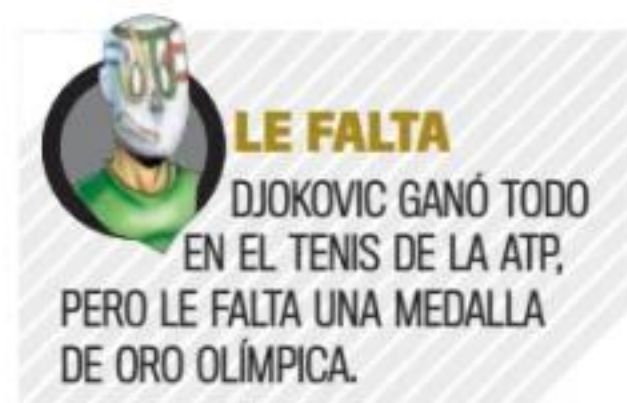 LE FALTA
DJOKOVIC GANÓ TODO
EN EL TENIS DE LA ATP,
PERO LE FALTA UNA MEDALLA
DE ORO OLÍMPICA.